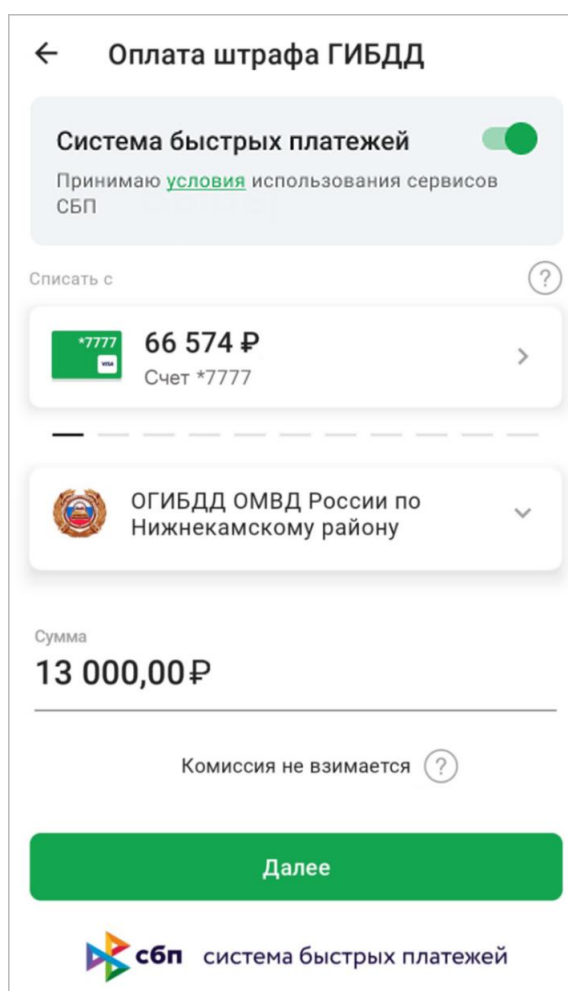 Оплата штрафа ГИБДД
Система быстрых платежей
Принимаю условия использования сервисов
СБП
Списать с
?
*7777
VISA
66 574 ₽
Счет *7777
ОГИБДД ОМВД России по
Нижнекамскому району
Сумма
13 000,00 ₽
Комиссия не взимается ?
Далее
сбп система быстрых платежей